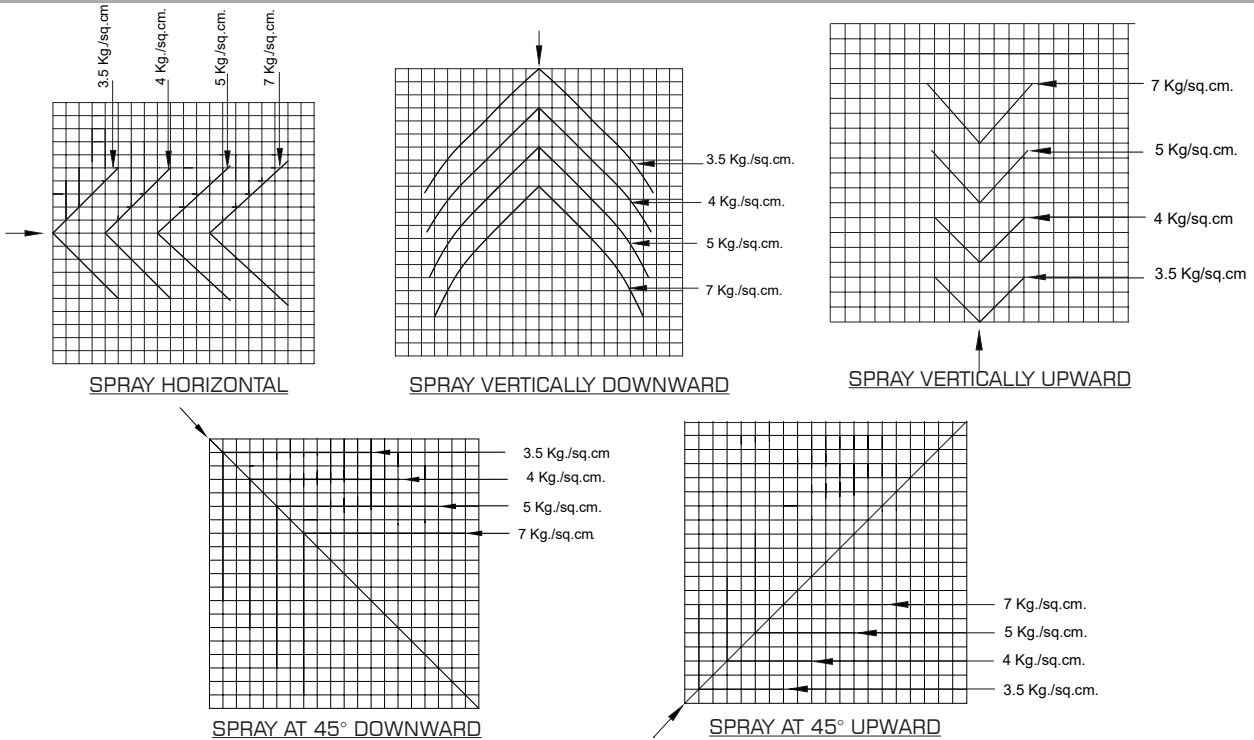 3.5 Kg./sq.cm
4 Kg./sq.cm.
5 Kg./sq.cm.
7 Kg./sq.cm.
SPRAY HORIZONTAL
3.5 Kg./sq.cm.
4 Kg./sq.cm.
5 Kg./sq.cm.
7 Kg./sq.cm.
SPRAY VERTICALLY DOWNWARD
7 Kg/sq.cm.
5 Kg/sq.cm.
4 Kg/sq.cm
3.5 Kg/sq.cm
SPRAY VERTICALLY UPWARD
3.5 Kg./sq.cm
4 Kg./sq.cm.
5 Kg./sq.cm.
7 Kg./sq.cm.
SPRAY AT 45° DOWNWARD
7 Kg./sq.cm.
5 Kg./sq.cm.
4 Kg./sq.cm.
3.5 Kg./sq.cm.
SPRAY AT 45° UPWARD